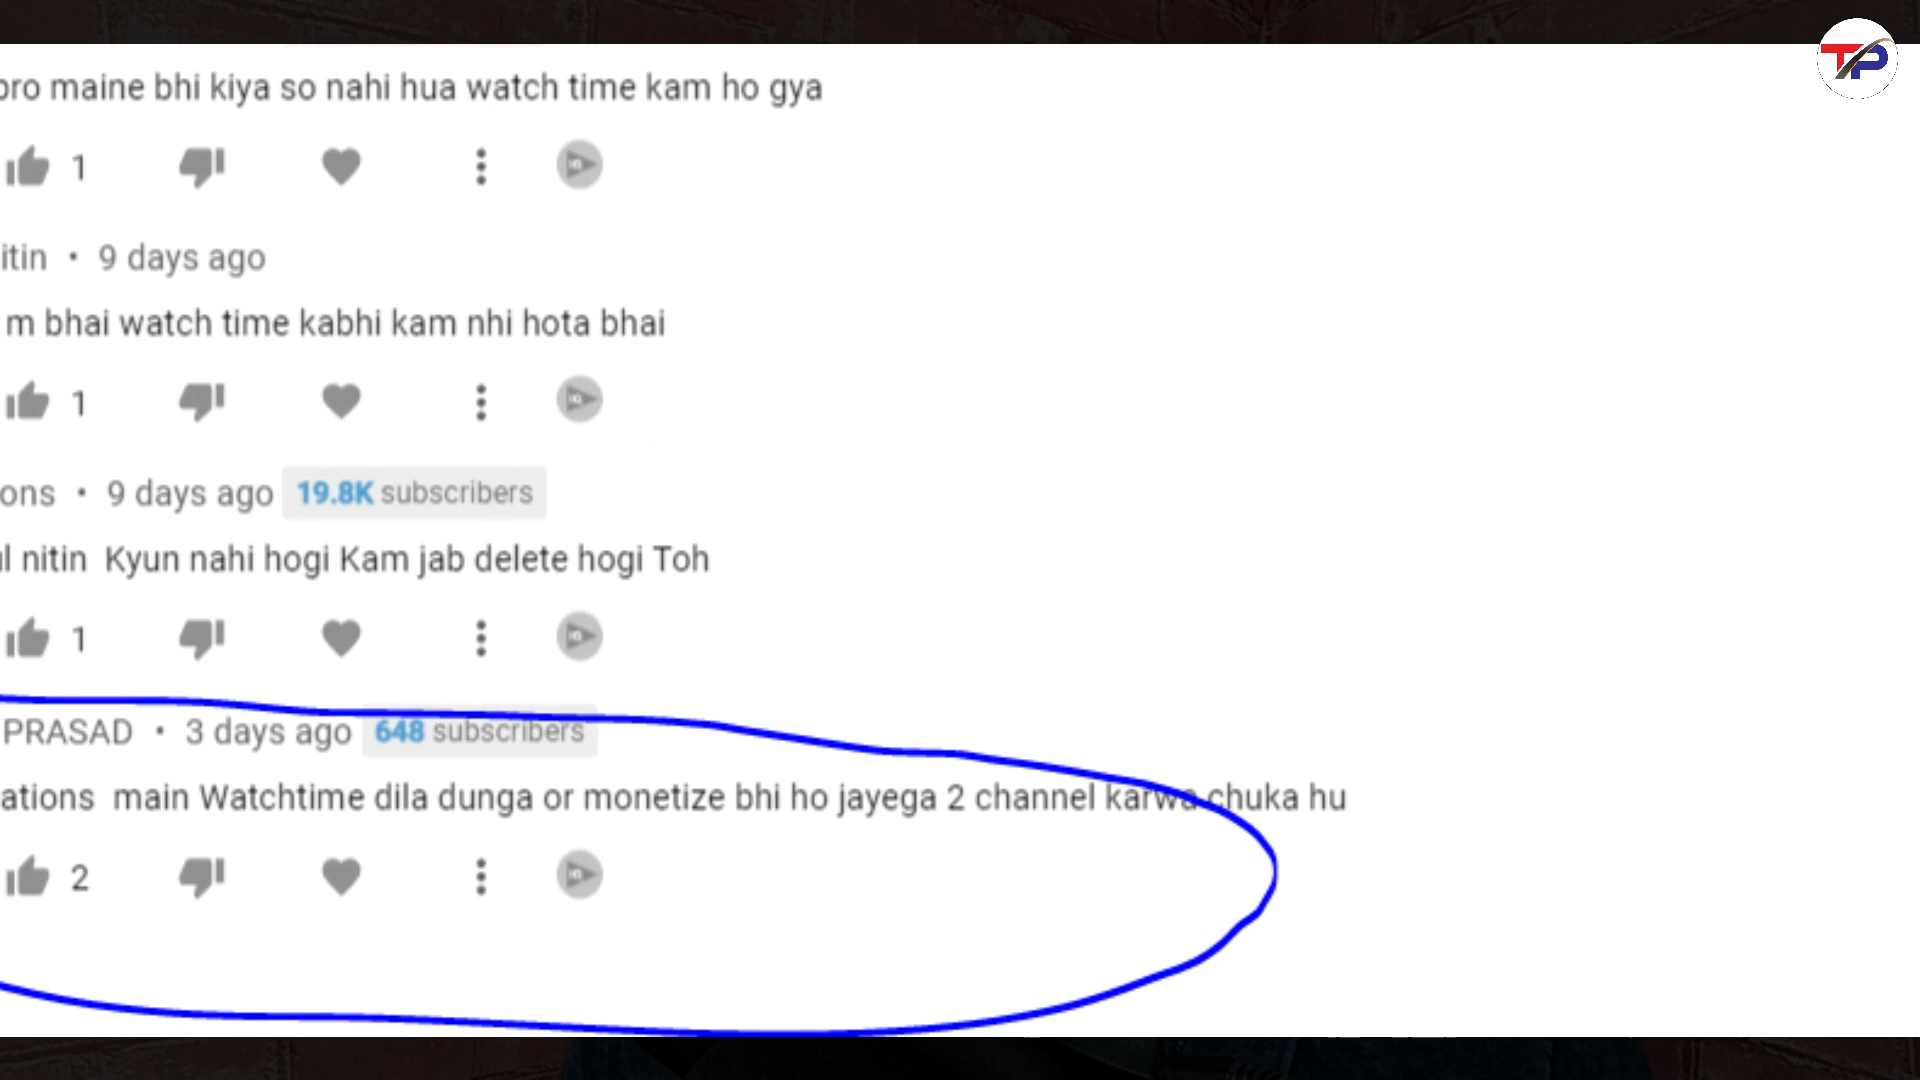 bro maine bhi kiya so nahi hua watch time kam ho gya
1
itin • 9 days ago
m bhai watch time kabhi kam nhi hota bhai
1
ons • 9 days ago 19.8K subscribers
ul nitin Kyun nahi hogi Kam jab delete hogi Toh
1
PRASAD • 3 days ago 648 subscribers
ations main Watchtime dila dunga or monetize bhi ho jayega 2 channel karwa chuka hu
2
TP